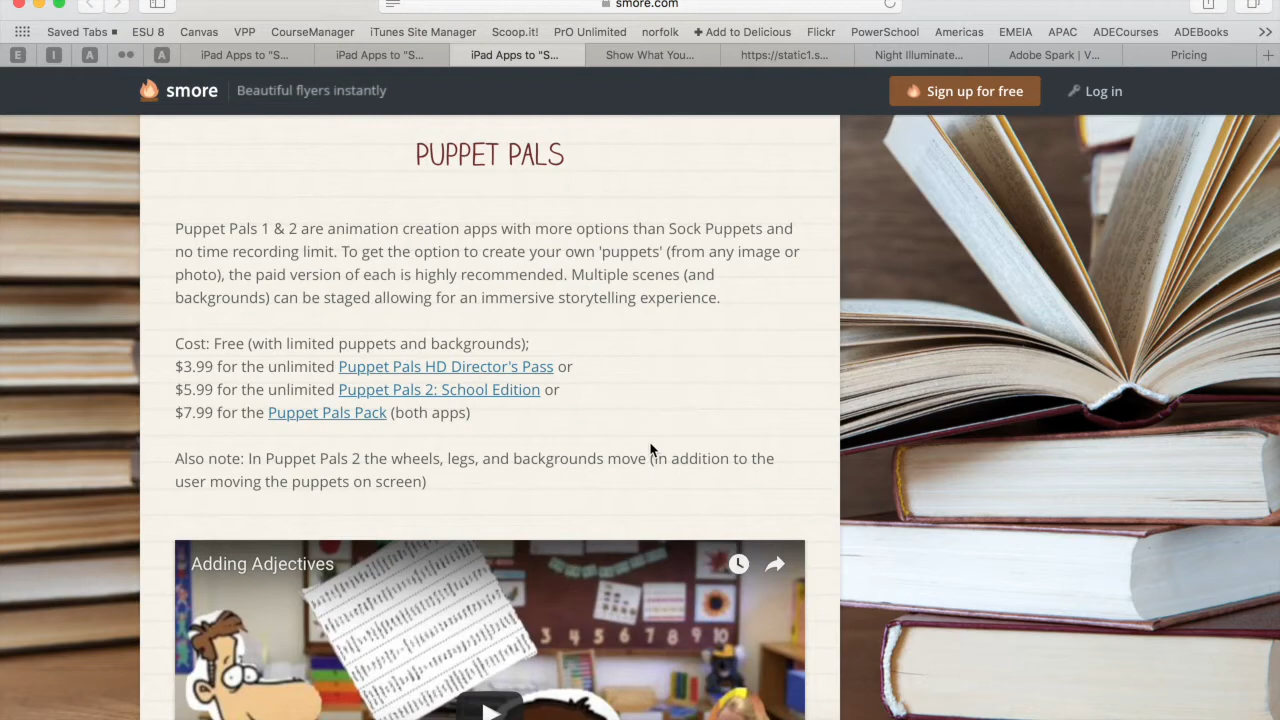 smore.com
Saved Tabs ESU 8 Canvas VPP CourseManager iTunes Site Manager Scoop.it! PrO Unlimited norfolk + Add to Delicious Flickr PowerSchool Americas EMEIA APAC ADECourses ADEBooks >>
E I A A iPad Apps to "S... iPad Apps to "S... iPad Apps to "S... Show What You... https://static1.s... Night Illuminate... Adobe Spark | V... Pricing
smore Beautiful flyers instantly Sign up for free Log in
PUPPET PALS
Puppet Pals 1 & 2 are animation creation apps with more options than Sock Puppets and
no time recording limit. To get the option to create your own 'puppets' (from any image or
photo), the paid version of each is highly recommended. Multiple scenes (and
backgrounds) can be staged allowing for an immersive storytelling experience.
Cost: Free (with limited puppets and backgrounds);
$3.99 for the unlimited Puppet Pals HD Director's Pass or
$5.99 for the unlimited Puppet Pals 2: School Edition or
$7.99 for the Puppet Pals Pack (both apps)
Also note: In Puppet Pals 2 the wheels, legs, and backgrounds move (in addition to the
user moving the puppets on screen)
Adding Adjectives
3 4 5 6 7 8 9 10